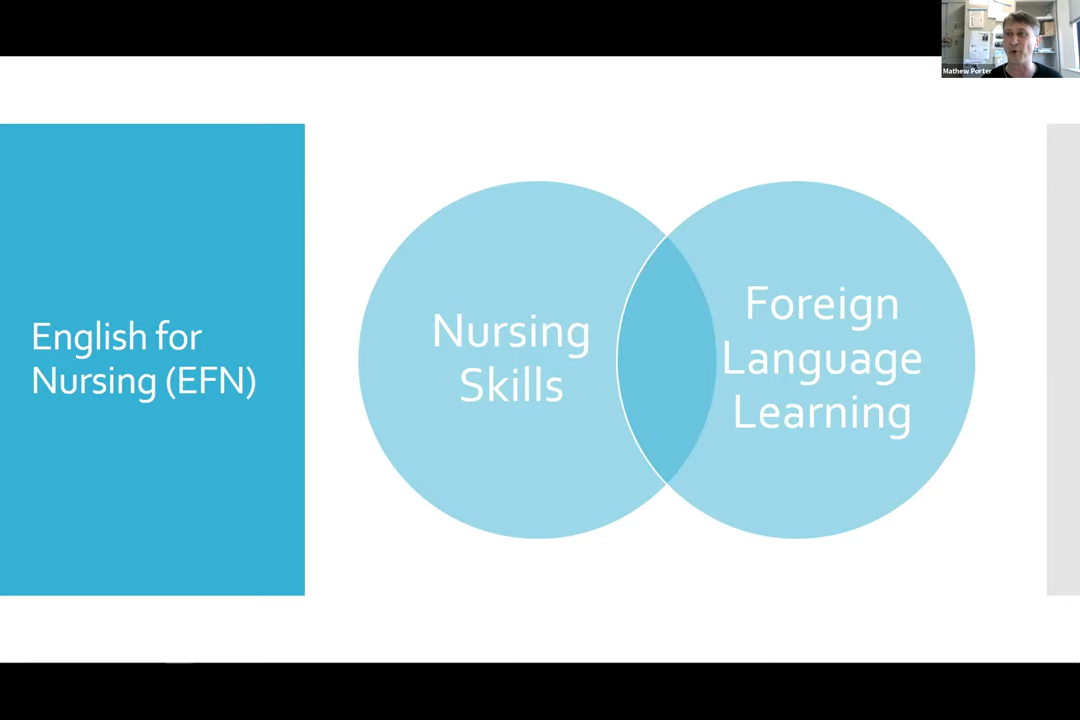 Mathew Porter
English for
Nursing (EFN)
Nursing
Skills
Foreign
Language
Learning